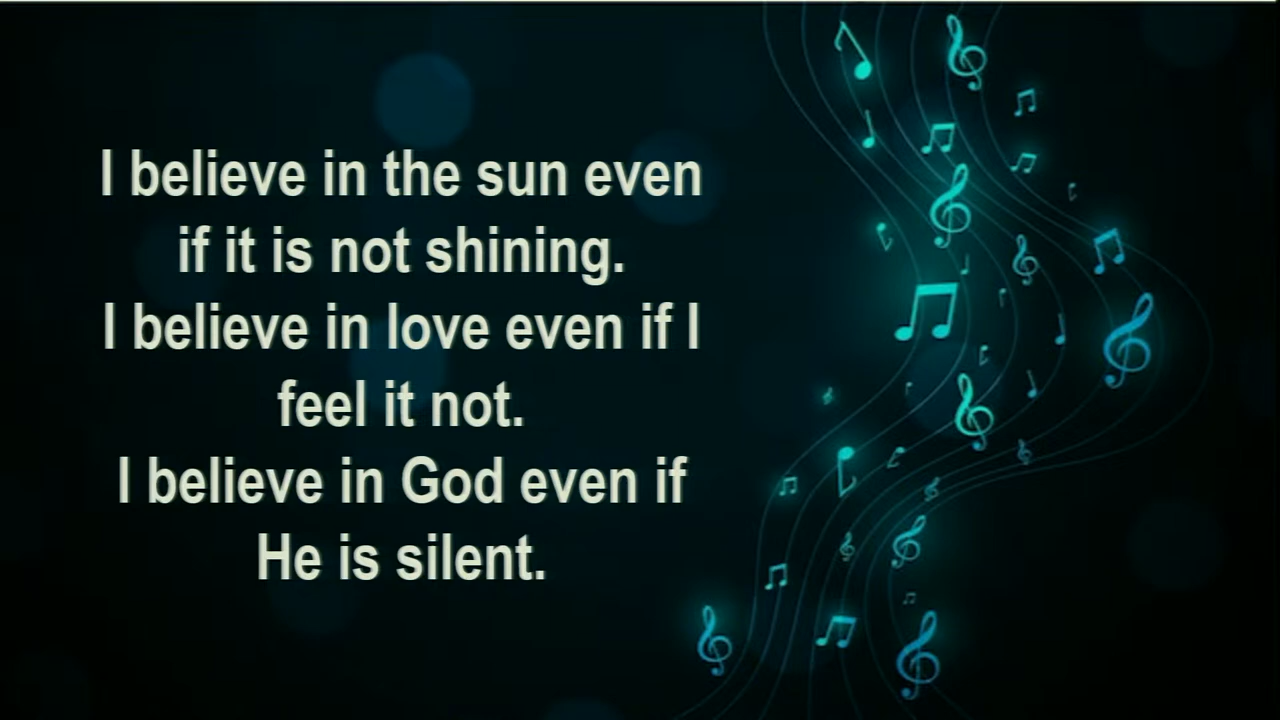 I believe in the sun even
if it is not shining.
I believe in love even if I
feel it not.
I believe in God even if
He is silent.